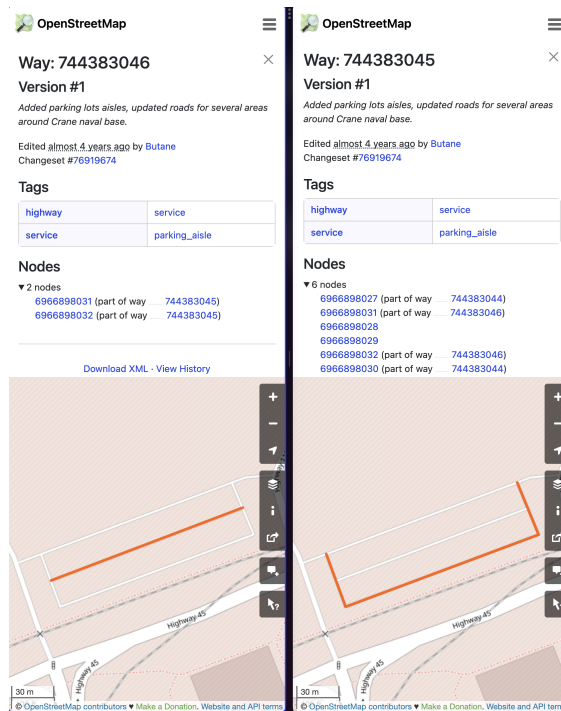 OpenStreetMap
Way: 744383046
Version #1
Added parking lots aisles, updated roads for several areas
around Crane naval base.
Edited almost 4 years ago by Butane
Changeset #76919674
Tags
highway service
service parking_aisle
Nodes
▼ 2 nodes
6966898031 (part of way 744383045)
6966898032 (part of way 744383045)
Download XML · View History
Highway 45
Highway 45
30 m
© OpenStreetMap contributors ♥ Make a Donation. Website and API terms
OpenStreetMap
Way: 744383045
Version #1
Added parking lots aisles, updated roads for several areas
around Crane naval base.
Edited almost 4 years ago by Butane
Changeset #76919674
Tags
highway service
service parking_aisle
Nodes
▼ 6 nodes
6966898027 (part of way 744383044)
6966898031 (part of way 744383046)
6966898028
6966898029
6966898032 (part of way 744383046)
6966898030 (part of way 744383044)
Highway 45
Highway 45
30 m
© OpenStreetMap contributors ♥ Make a Donation. Website and API terms